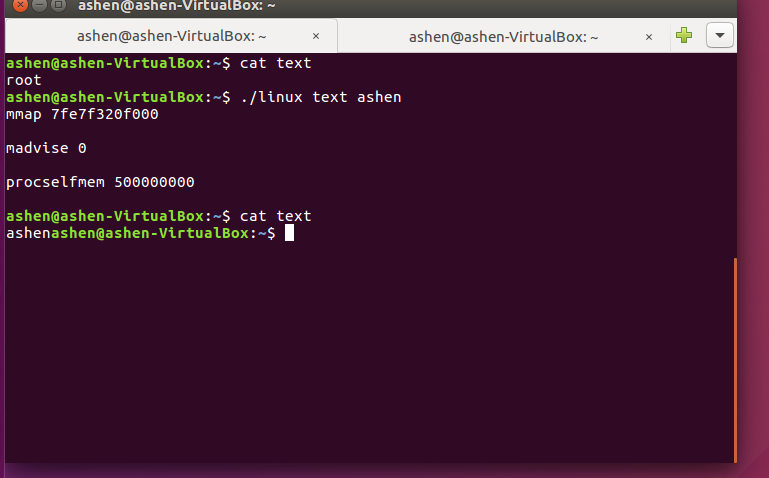 ashen@ashen-VirtualBox: ~
ashen@ashen-VirtualBox: ~ × ashen@ashen-VirtualBox: ~ ×
ashen@ashen-VirtualBox:~$ cat text
root
ashen@ashen-VirtualBox:~$ ./linux text ashen
mmap 7fe7f320f000
madvise 0
procselfmem 500000000
ashen@ashen-VirtualBox:~$ cat text
ashenashen@ashen-VirtualBox:~$